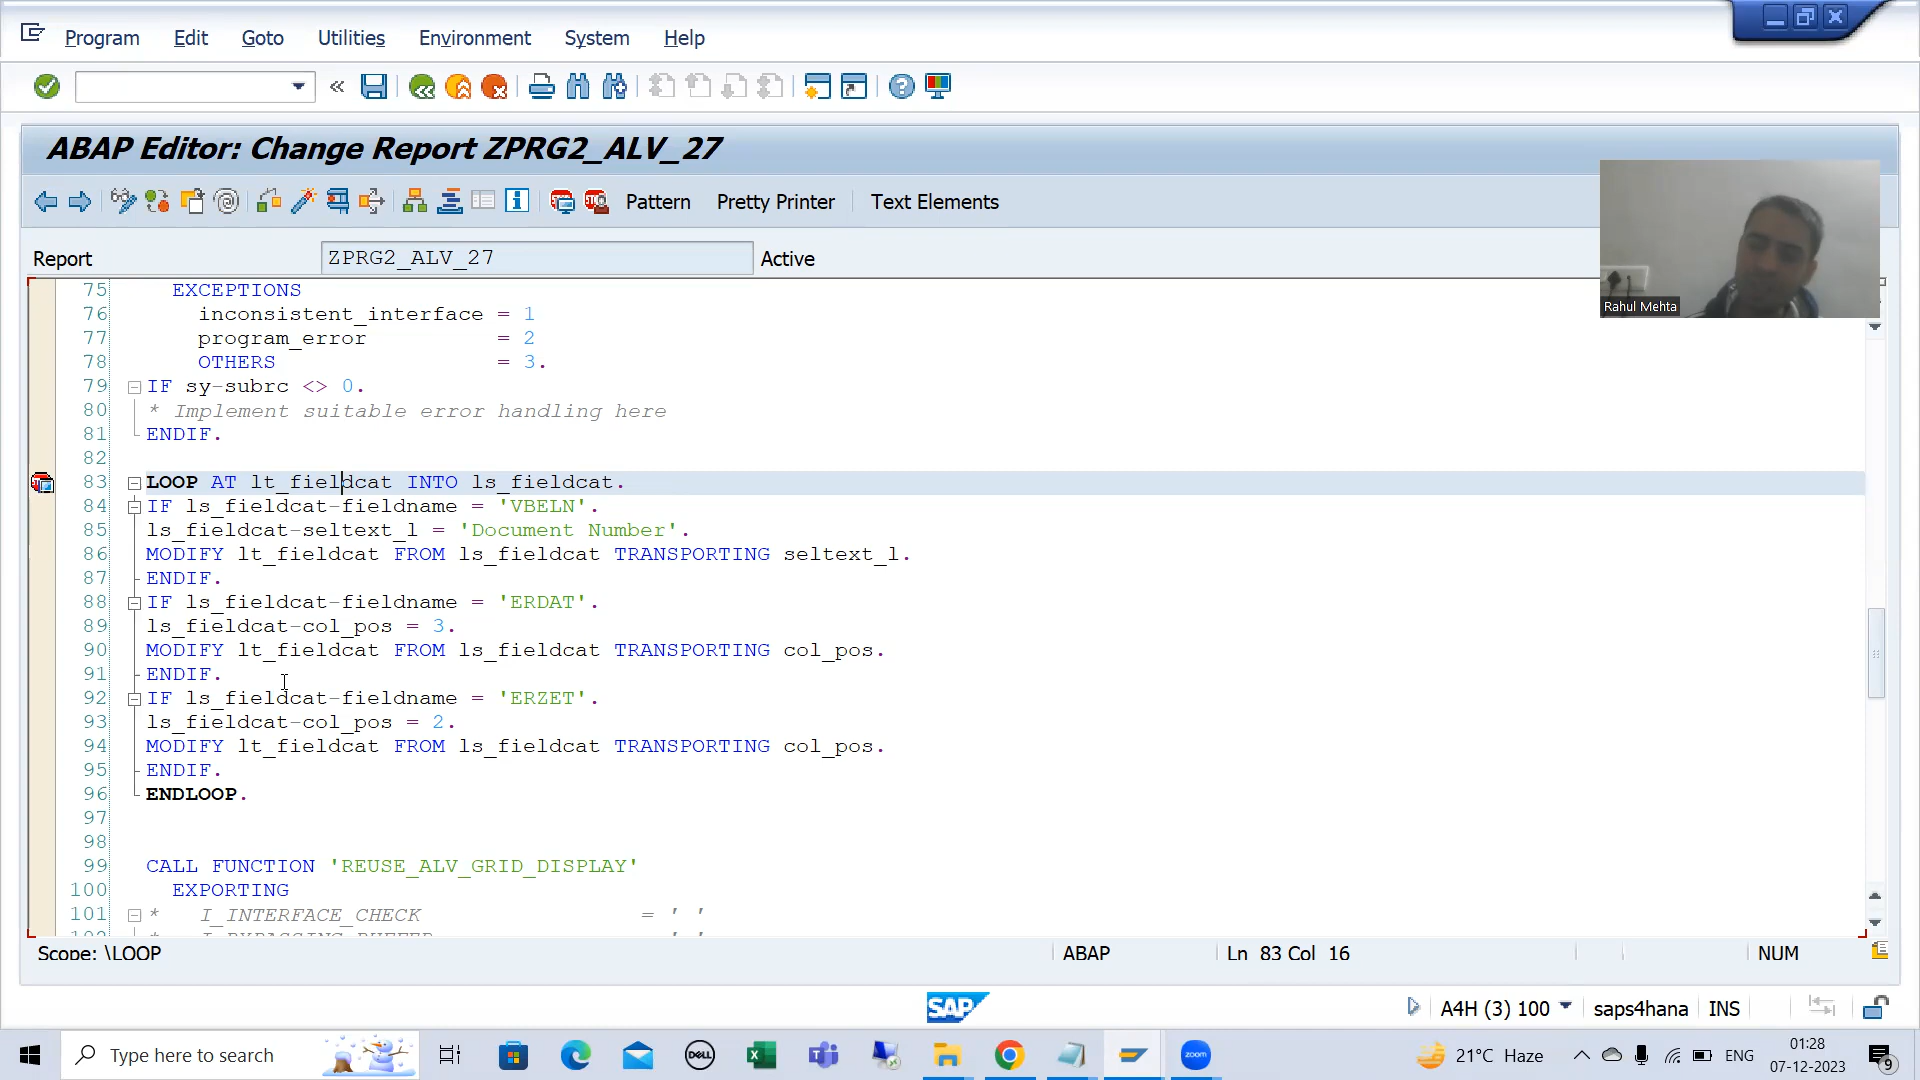 Program Edit Goto Utilities Environment System Help
ABAP Editor: Change Report ZPRG2_ALV_27
Pattern Pretty Printer Text Elements
Report ZPRG2_ALV_27 Active
Rahul Mehta
75 EXCEPTIONS
76 inconsistent_interface = 1
77 program_error = 2
78 OTHERS = 3.
79 IF sy-subrc <> 0.
80 * Implement suitable error handling here
81 ENDIF.
82
83 LOOP AT lt_fieldcat INTO ls_fieldcat.
84 IF ls_fieldcat-fieldname = 'VBELN'.
85 ls_fieldcat-seltext_l = 'Document Number'.
86 MODIFY lt_fieldcat FROM ls_fieldcat TRANSPORTING seltext_l.
87 ENDIF.
88 IF ls_fieldcat-fieldname = 'ERDAT'.
89 ls_fieldcat-col_pos = 3.
90 MODIFY lt_fieldcat FROM ls_fieldcat TRANSPORTING col_pos.
91 ENDIF.
92 IF ls_fieldcat-fieldname = 'ERZET'.
93 ls_fieldcat-col_pos = 2.
94 MODIFY lt_fieldcat FROM ls_fieldcat TRANSPORTING col_pos.
95 ENDIF.
96 ENDLOOP.
97
98
99 CALL FUNCTION 'REUSE_ALV_GRID_DISPLAY'
100 EXPORTING
101 * I_INTERFACE_CHECK = ' '
Scope: \LOOP ABAP Ln 83 Col 16 NUM
SAP
A4H (3) 100 saps4hana INS
Type here to search DELL zoom 21°C Haze ENG 01:28
07-12-2023 9